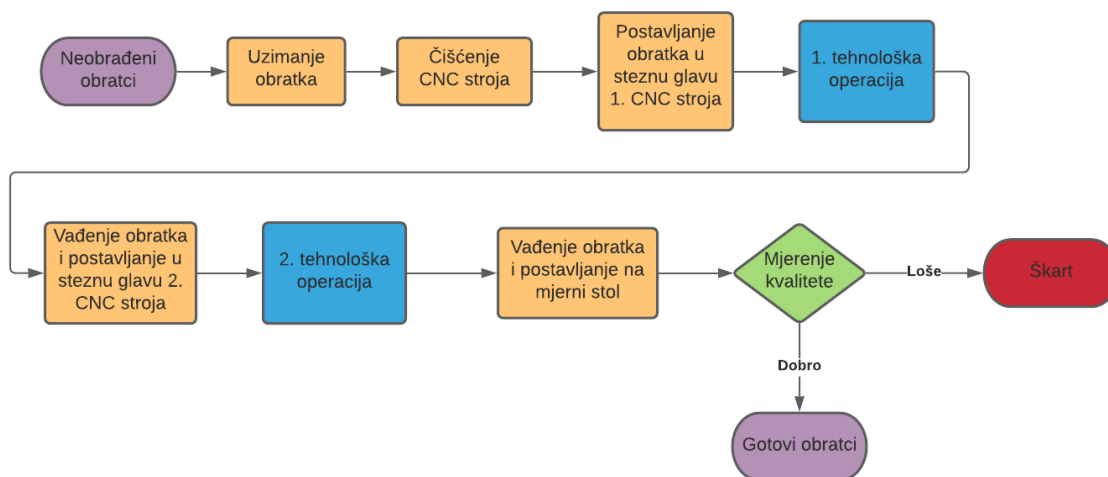 Neobrađeni
obratci
Uzimanje
obratka
Čišćenje
CNC stroja
Postavljanje
obratka u
steznu glavu
1. CNC stroja
1. tehnološka
operacija
Vađenje obratka
i postavljanje u
steznu glavu 2.
CNC stroja
2. tehnološka
operacija
Vađenje obratka
i postavljanje na
mjerni stol
Mjerenje
kvalitete
Loše
Škart
Dobro
Gotovi obratci